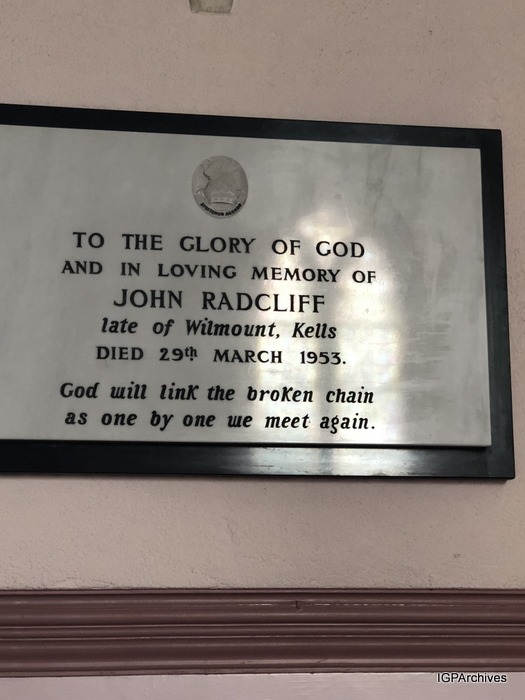 TO THE GLORY OF GOD
AND IN LOVING MEMORY OF
JOHN RADCLIFF
late of Wilmount, Kells
DIED 29th MARCH 1953.
God will link the broken chain
as one by one we meet again.
IGPArchives